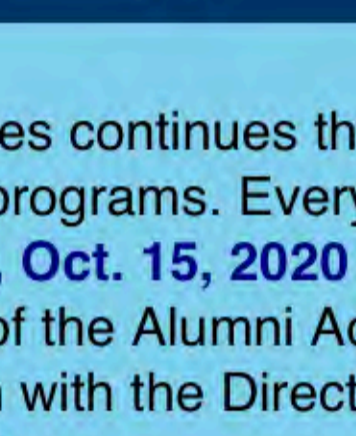 es continues th
programs. Every
, Oct. 15, 2020
of the Alumni Ac
n with the Direct